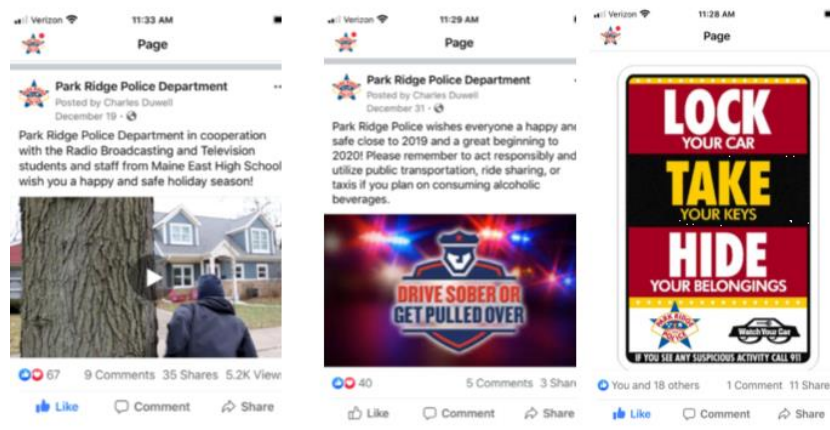 Verizon
11:33 AM
Page
Park Ridge Police Department
Posted by Charles Duwell
December 19
Park Ridge Police Department in cooperation
with the Radio Broadcasting and Television
students and staff from Maine East High School
wish you a happy and safe holiday season!
67
9 Comments 35 Shares 5.2K View
Like Comment Share
Verizon
11:29 AM
Page
Park Ridge Police Department
Posted by Charles Duwell
December 31
Park Ridge Police wishes everyone a happy and
safe close to 2019 and a great beginning to
2020! Please remember to act responsibly and
utilize public transportation, ride sharing, or
taxis if you plan on consuming alcoholic
beverages.
DRIVE SOBER OR
GET PULLED OVER
40
5 Comments 3 Shar
Like Comment Share
Verizon
11:28 AM
Page
LOCK
YOUR CAR
TAKE
YOUR KEYS
HIDE
YOUR BELONGINGS
PARK RIDGE
POLICE
Watch Your Car
IF YOU SEE ANY SUSPICIOUS ACTIVITY CALL 911
You and 18 others
1 Comment 11 Share
Like Comment Share